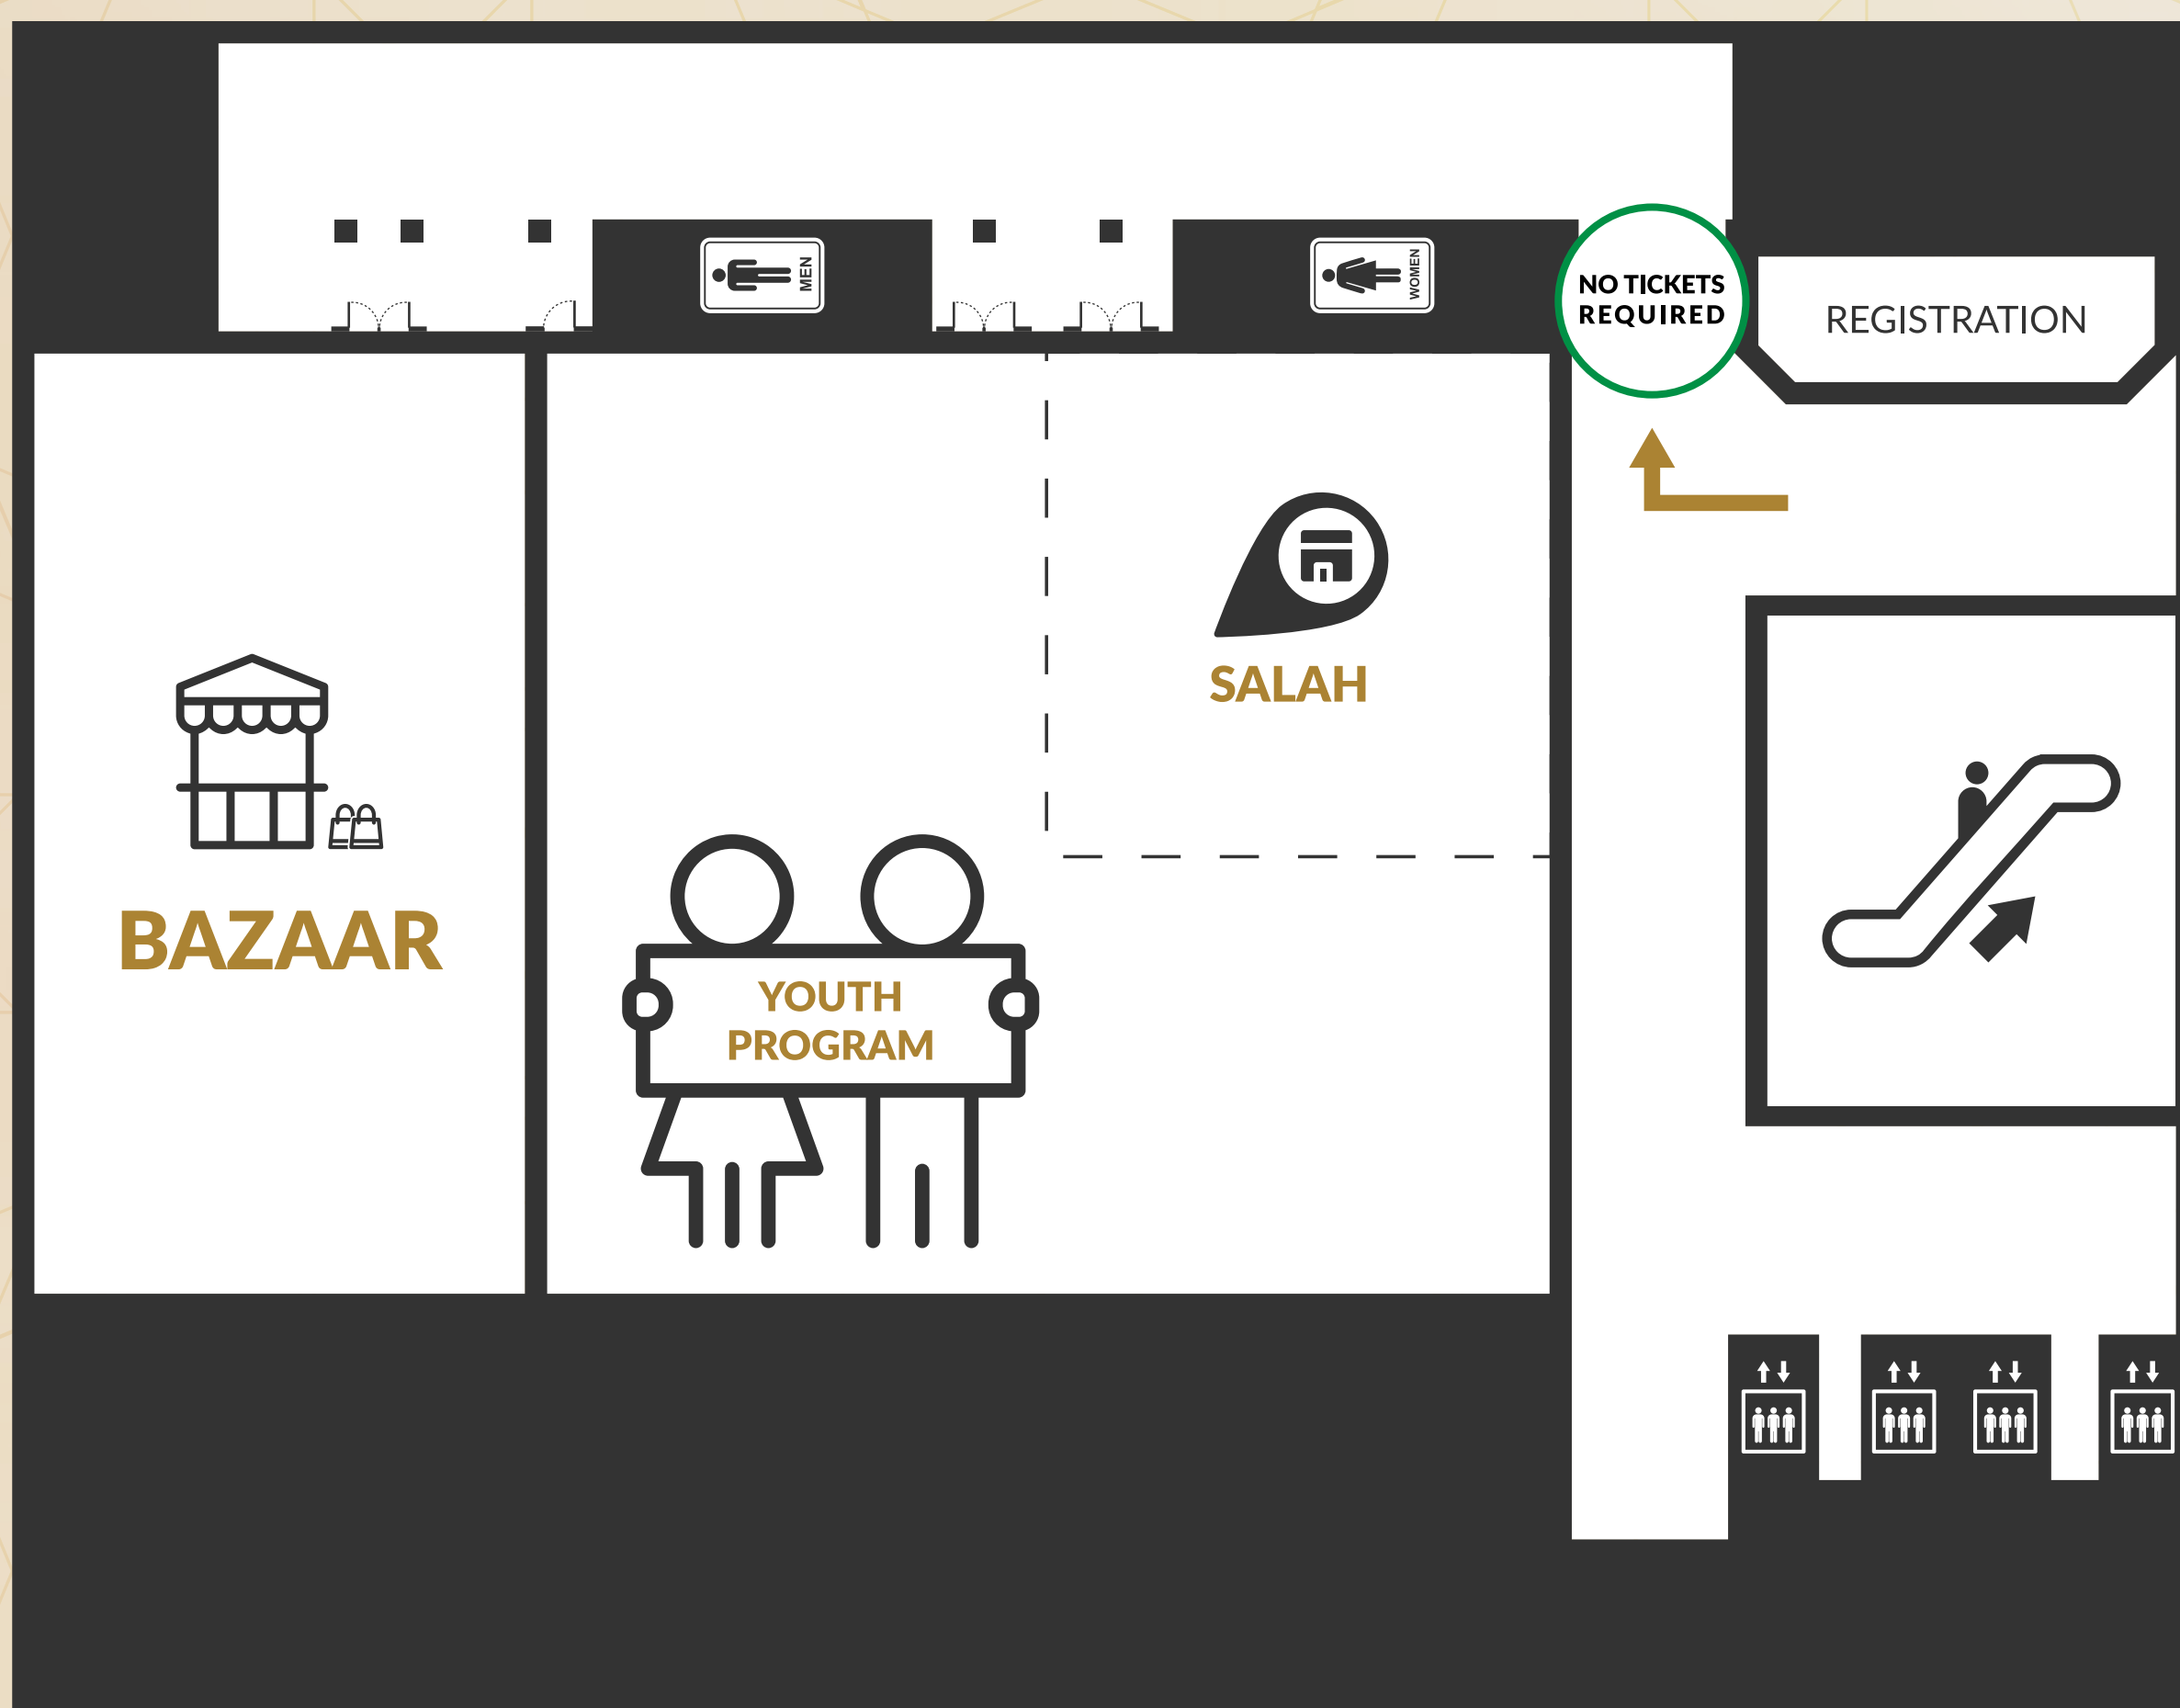 MEN
WOMEN
NO TICKETS
REQUIRED
REGISTRATION
SALAH
BAZAAR
YOUTH
PROGRAM